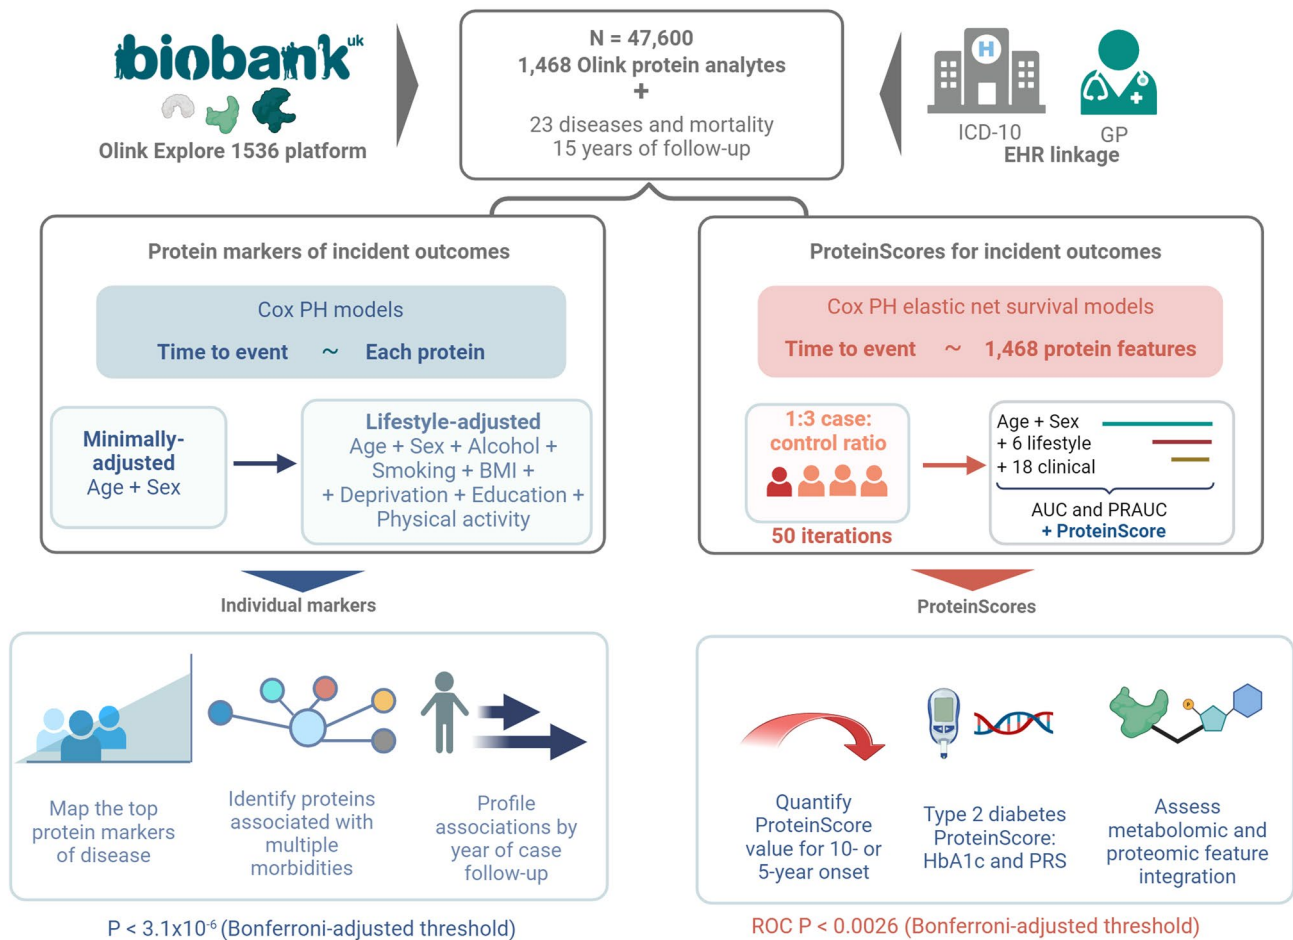 biobank uk
Olink Explore 1536 platform
N = 47,600
1,468 Olink protein analytes
+
23 diseases and mortality
15 years of follow-up
H
ICD-10
GP
EHR linkage
Protein markers of incident outcomes
Cox PH models
Time to event ~ Each protein
Minimally-
adjusted
Age + Sex
Lifestyle-adjusted
Age + Sex + Alcohol +
Smoking + BMI +
+ Deprivation + Education +
Physical activity
ProteinScores for incident outcomes
Cox PH elastic net survival models
Time to event ~ 1,468 protein features
1:3 case:
control ratio
50 iterations
Age + Sex
+ 6 lifestyle
+ 18 clinical
AUC and PRAUC
+ ProteinScore
Individual markers
Map the top
protein markers
of disease
Identify proteins
associated with
multiple
morbidities
Profile
associations by
year of case
follow-up
P < 3.1x10⁻⁶ (Bonferroni-adjusted threshold)
ProteinScores
Quantify
ProteinScore
value for 10- or
5-year onset
Type 2 diabetes
ProteinScore:
HbA1c and PRS
P
Assess
metabolomic and
proteomic feature
integration
ROC P < 0.0026 (Bonferroni-adjusted threshold)